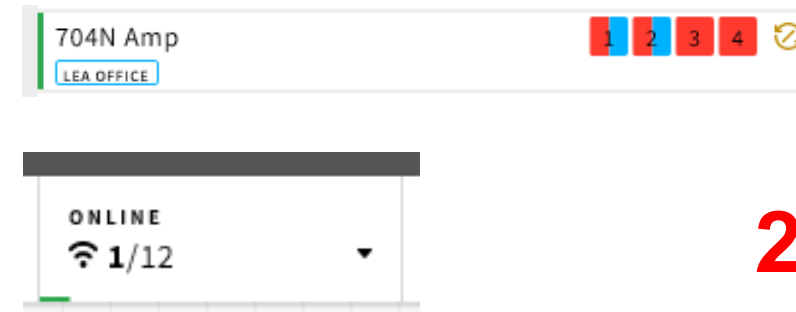 704N Amp 1 2 3 4
LEA OFFICE
ONLINE
1/12
2